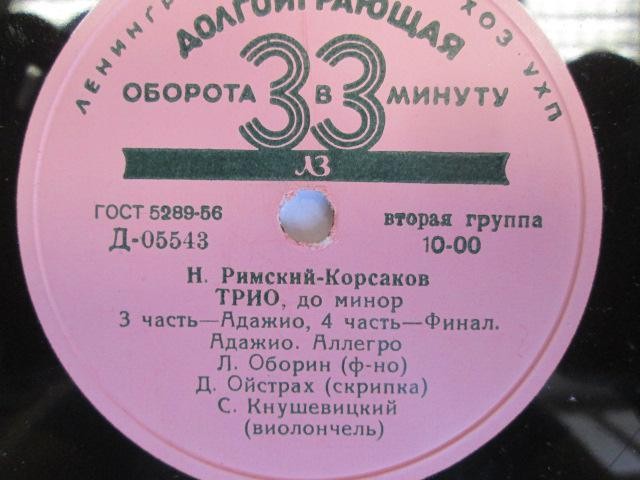 ДОЛГОИГРАЮЩАЯ
ОБОРОТА 33 В МИНУТУ
ЛЗ
ГОСТ 5289-56
Д-05543
вторая группа
10-00
Н. Римский-Корсаков
ТРИО, до минор
3 часть—Адажио, 4 часть—Финал.
Адажио. Аллегро
Л. Оборин (ф-но)
Д. Ойстрах (скрипка)
С. Кнушевицкий
(виолончель)